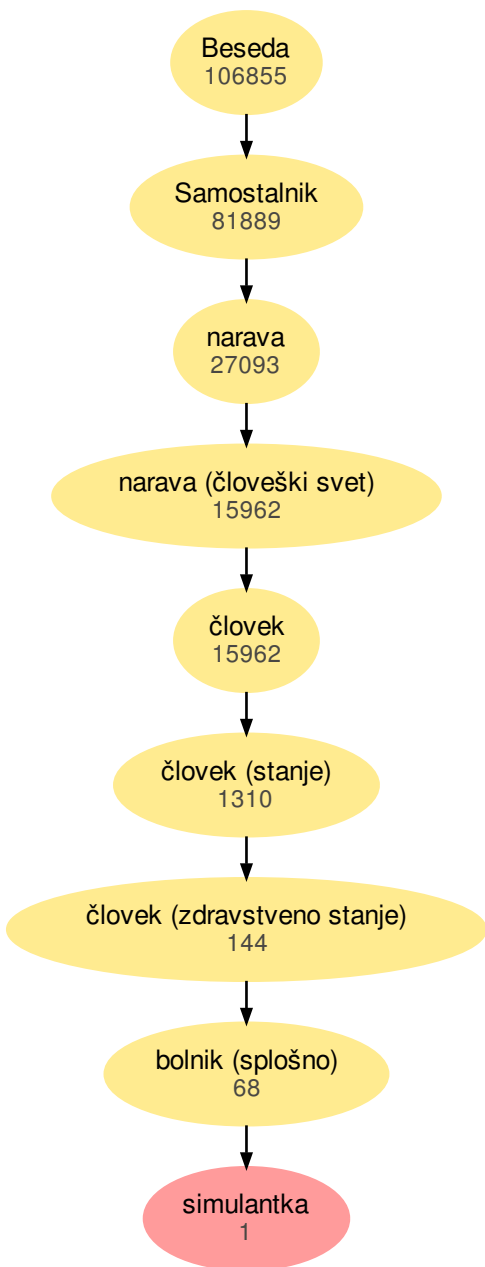 Beseda
106855
Samostalnik
81889
narava
27093
narava (človeški svet)
15962
človek
15962
človek (stanje)
1310
človek (zdravstveno stanje)
144
bolnik (splošno)
68
simulantka
1